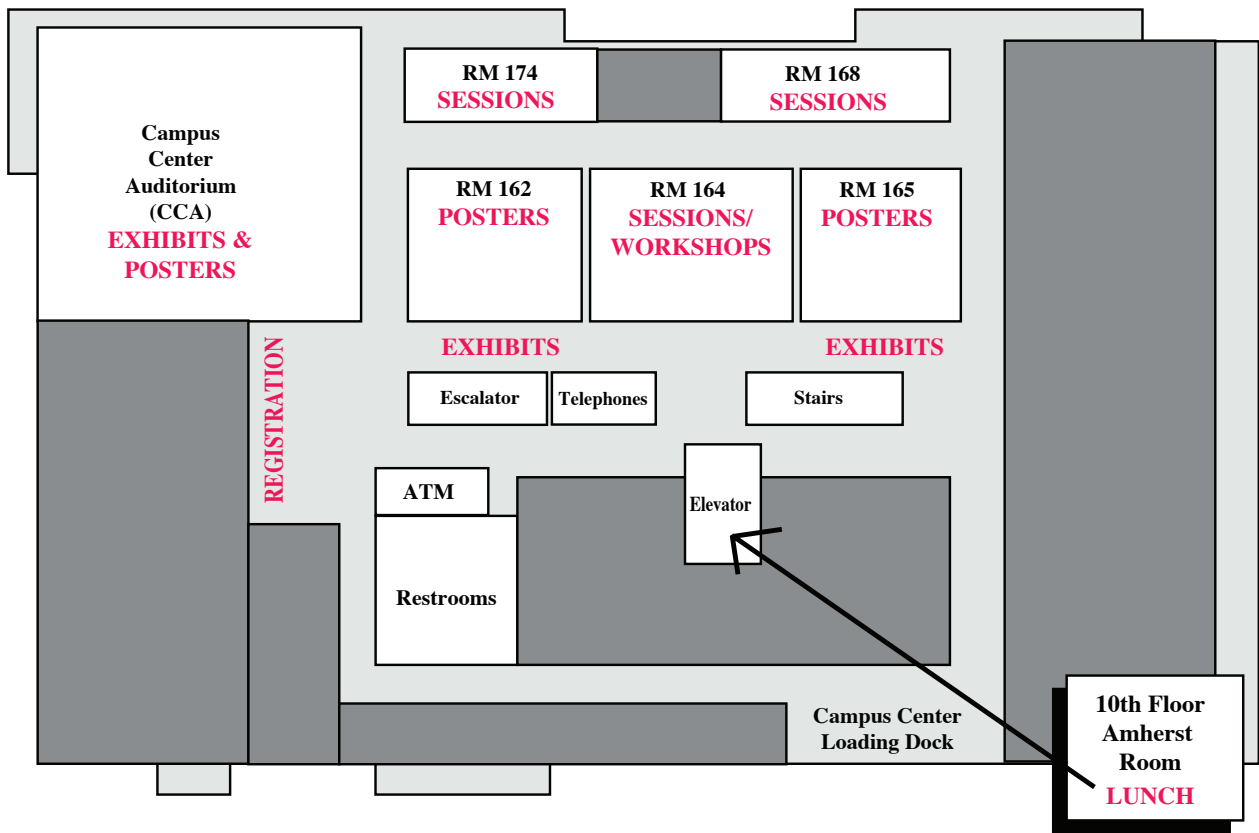 RM 174
SESSIONS
RM 168
SESSIONS
Campus
Center
Auditorium
(CCA)
EXHIBITS &
POSTERS
RM 162
POSTERS
RM 164
SESSIONS/
WORKSHOPS
RM 165
POSTERS
REGISTRATION
EXHIBITS
EXHIBITS
Escalator
Telephones
Stairs
ATM
Elevator
Restrooms
Campus Center
Loading Dock
10th Floor
Amherst
Room
LUNCH